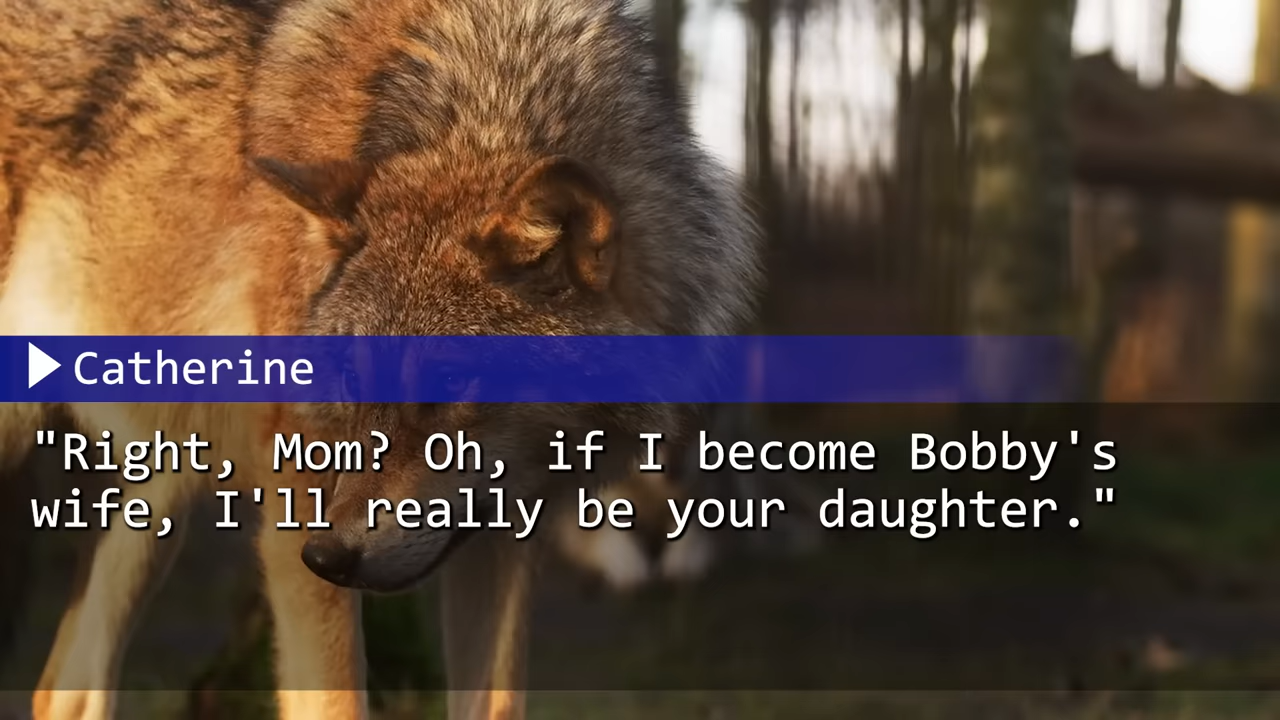 Catherine
"Right, Mom? Oh, if I become Bobby's
wife, I'll really be your daughter."